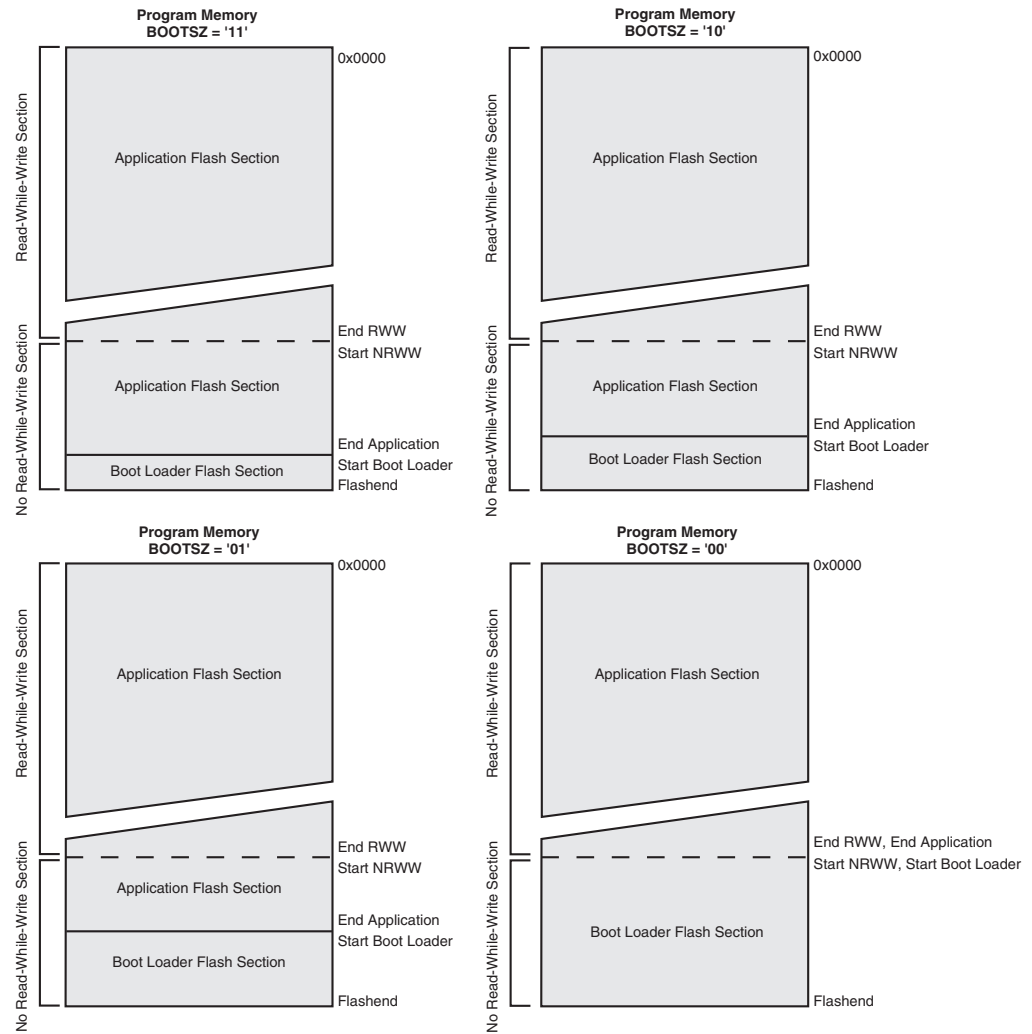 Program Memory
BOOTSZ = '11'
0x0000
Read-While-Write Section
Application Flash Section
End RWW
Start NRWW
No Read-While-Write Section
Application Flash Section
End Application
Start Boot Loader
Boot Loader Flash Section
Flashend
Program Memory
BOOTSZ = '10'
0x0000
Read-While-Write Section
Application Flash Section
End RWW
Start NRWW
No Read-While-Write Section
Application Flash Section
End Application
Start Boot Loader
Boot Loader Flash Section
Flashend
Program Memory
BOOTSZ = '01'
0x0000
Read-While-Write Section
Application Flash Section
End RWW
Start NRWW
No Read-While-Write Section
Application Flash Section
End Application
Start Boot Loader
Boot Loader Flash Section
Flashend
Program Memory
BOOTSZ = '00'
0x0000
Read-While-Write Section
Application Flash Section
End RWW, End Application
Start NRWW, Start Boot Loader
No Read-While-Write Section
Boot Loader Flash Section
Flashend